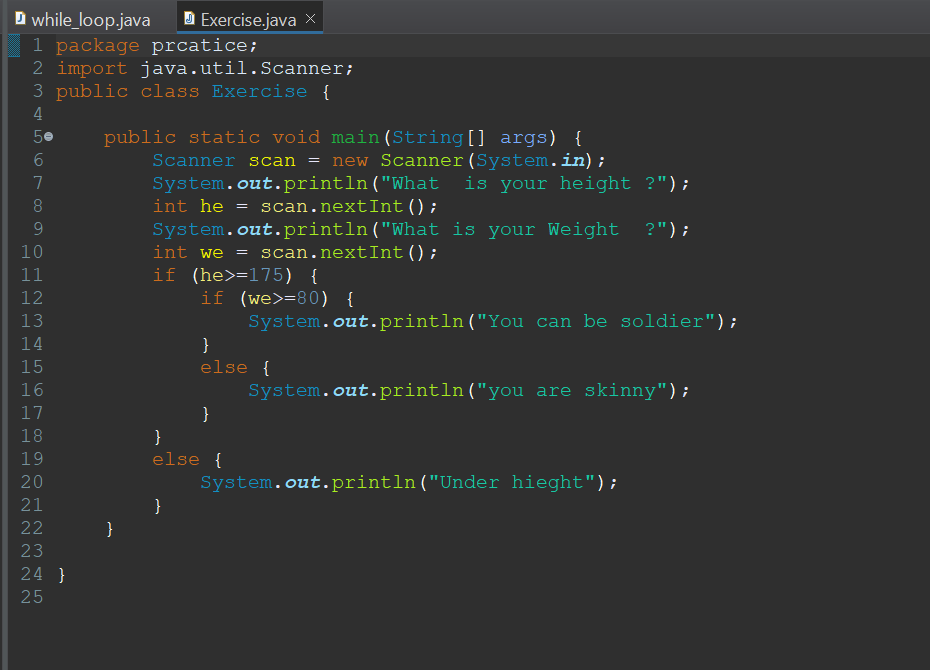 while_loop.java Exercise.java
1 package prcatice;
2 import java.util.Scanner;
3 public class Exercise {
4
5     public static void main(String[] args) {
6         Scanner scan = new Scanner(System.in);
7         System.out.println("What  is your height ?");
8         int he = scan.nextInt();
9         System.out.println("What is your Weight  ?");
10         int we = scan.nextInt();
11         if (he>=175) {
12             if (we>=80) {
13                 System.out.println("You can be soldier");
14             }
15             else {
16                 System.out.println("you are skinny");
17             }
18         }
19         else {
20             System.out.println("Under hieght");
21         }
22     }
23
24 }
25